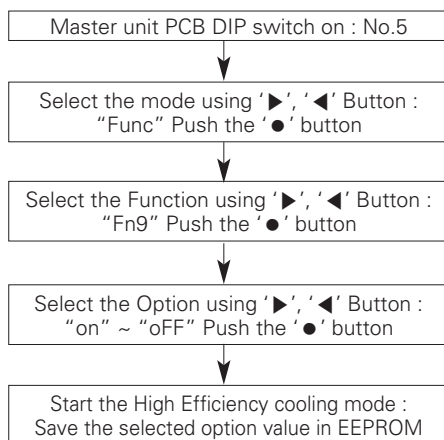 Master unit PCB DIP switch on : No.5
Select the mode using ‘▶’, ‘◀’ Button :
“Func” Push the ‘●’ button
Select the Function using ‘▶’, ‘◀’ Button :
“Fn9” Push the ‘●’ button
Select the Option using ‘▶’, ‘◀’ Button :
“on” ~ “oFF” Push the ‘●’ button
Start the High Efficiency cooling mode :
Save the selected option value in EEPROM